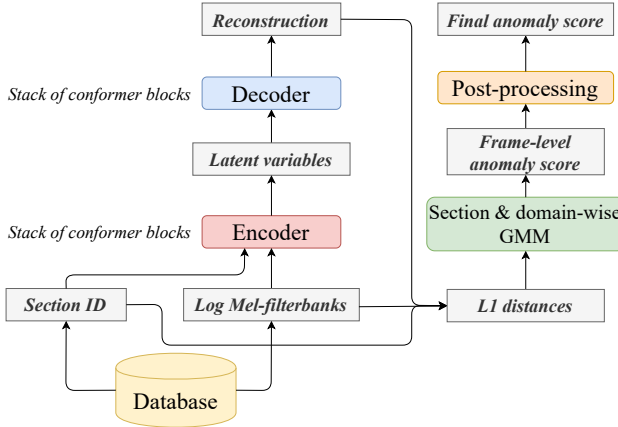 Reconstruction
Final anomaly score
Stack of conformer blocks
Decoder
Post-processing
Latent variables
Frame-level
anomaly score
Stack of conformer blocks
Encoder
Section & domain-wise
GMM
Section ID
Log Mel-filterbanks
L1 distances
Database